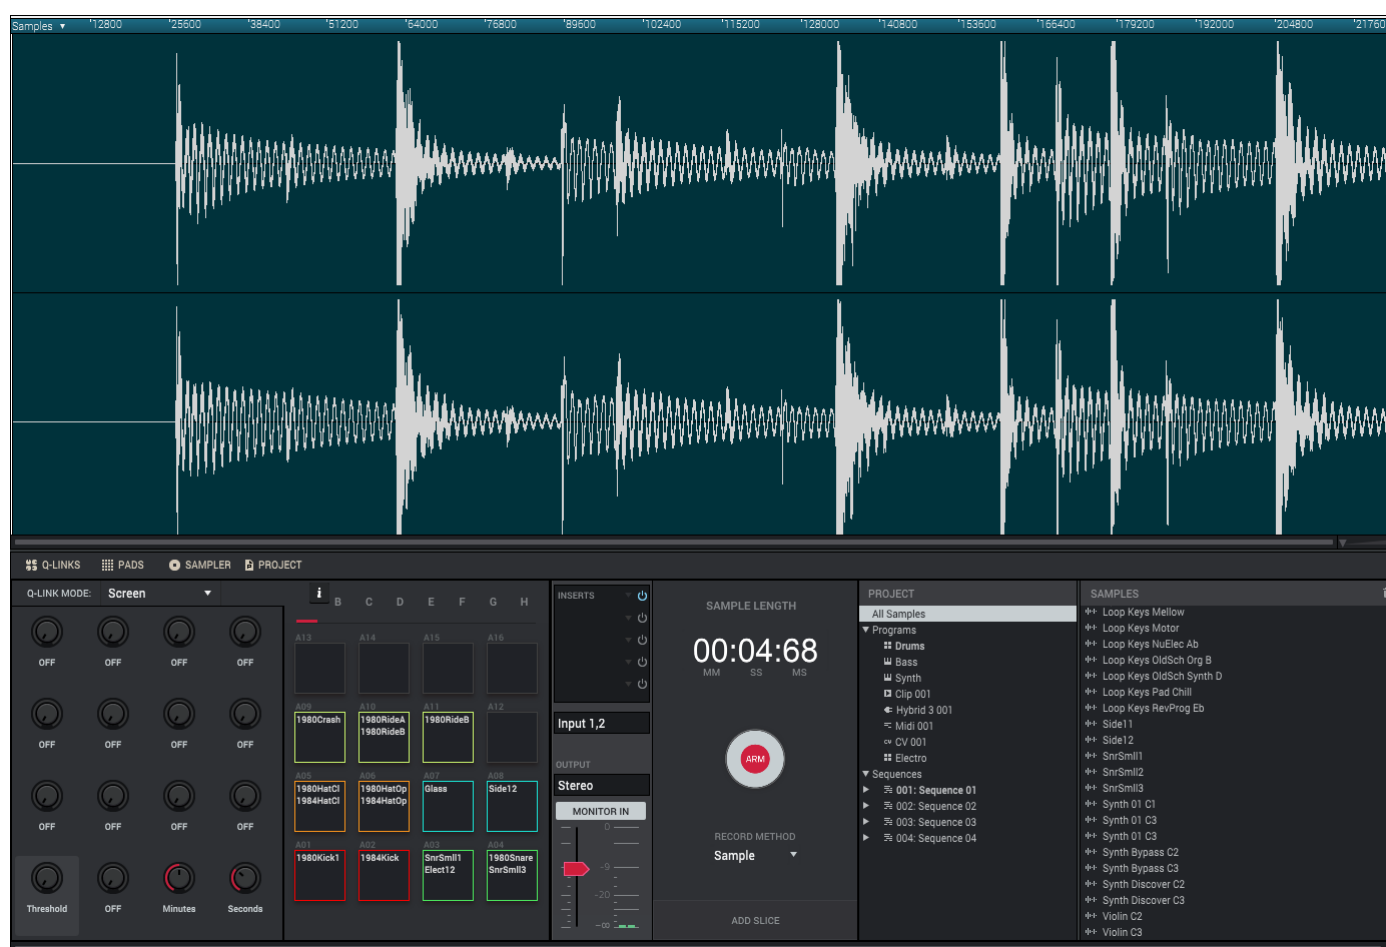 Samples ▼ '12800 '25600 '38400 '51200 '64000 '76800 '89600 '102400 '115200 '128000 '140800 '153600 '166400 '179200 '192000 '204800 '21760
Q-LINKS PADS SAMPLER PROJECT
Q-LINK MODE: Screen
OFF OFF OFF OFF
OFF OFF OFF OFF
OFF OFF OFF OFF
Threshold OFF Minutes Seconds
i B C D E F G H
A13 A14 A15 A16
A09 A10 A11 A12
1980Crash 1980RideA 1980RideB
1980RideB
A05 A06 A07 A08
1980HatCl 1980HatOp Glass Side12
1984HatCl 1984HatOp
A01 A02 A03 A04
1980Kick1 1984Kick SnrSmll1 1980Snare
Elect12 SnrSmll3
INSERTS
Input 1,2
OUTPUT
Stereo
MONITOR IN
0
-9
-20
-∞
SAMPLE LENGTH
00:04:68
MM SS MS
ARM
RECORD METHOD
Sample
ADD SLICE
PROJECT
All Samples
Programs
Drums
Bass
Synth
Clip 001
Hybrid 3 001
Midi 001
CV CV 001
Electro
Sequences
001: Sequence 01
002: Sequence 02
003: Sequence 03
004: Sequence 04
SAMPLES
Loop Keys Mellow
Loop Keys Motor
Loop Keys NuElec Ab
Loop Keys OldSch Org B
Loop Keys OldSch Synth D
Loop Keys Pad Chill
Loop Keys RevProg Eb
Side11
Side12
SnrSmll1
SnrSmll2
SnrSmll3
Synth 01 C1
Synth 01 C3
Synth 01 C3
Synth Bypass C2
Synth Bypass C3
Synth Discover C2
Synth Discover C3
Violin C2
Violin C3